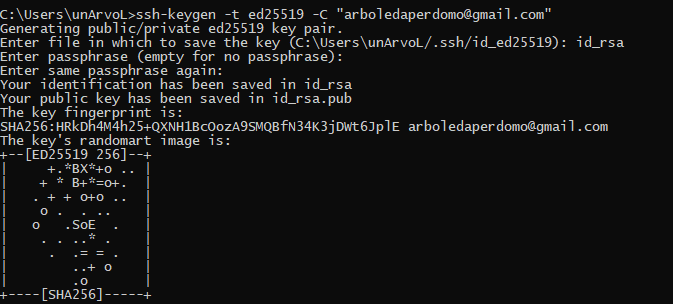 C:\Users\unArvoL>ssh-keygen -t ed25519 -C "arboledaperdomo@gmail.com"
Generating public/private ed25519 key pair.
Enter file in which to save the key (C:\Users\unArvoL/.ssh/id_ed25519): id_rsa
Enter passphrase (empty for no passphrase):
Enter same passphrase again:
Your identification has been saved in id_rsa
Your public key has been saved in id_rsa.pub
The key fingerprint is:
SHA256:HRkDh4M4h25+QXNH1BcOozA9SMQBfN34K3jDWt6JplE arboledaperdomo@gmail.com
The key's randomart image is:
+--[ED25519 256]--+
|     +.*BX*+o .. |
|    + * B+*=o+.  |
|   . + + o+o ..  |
|    o .  . ..    |
|   o   .SoE  .   |
|    . . ..* .    |
|     .  .= = .   |
|        ..+ o    |
|        .o       |
+----[SHA256]-----+